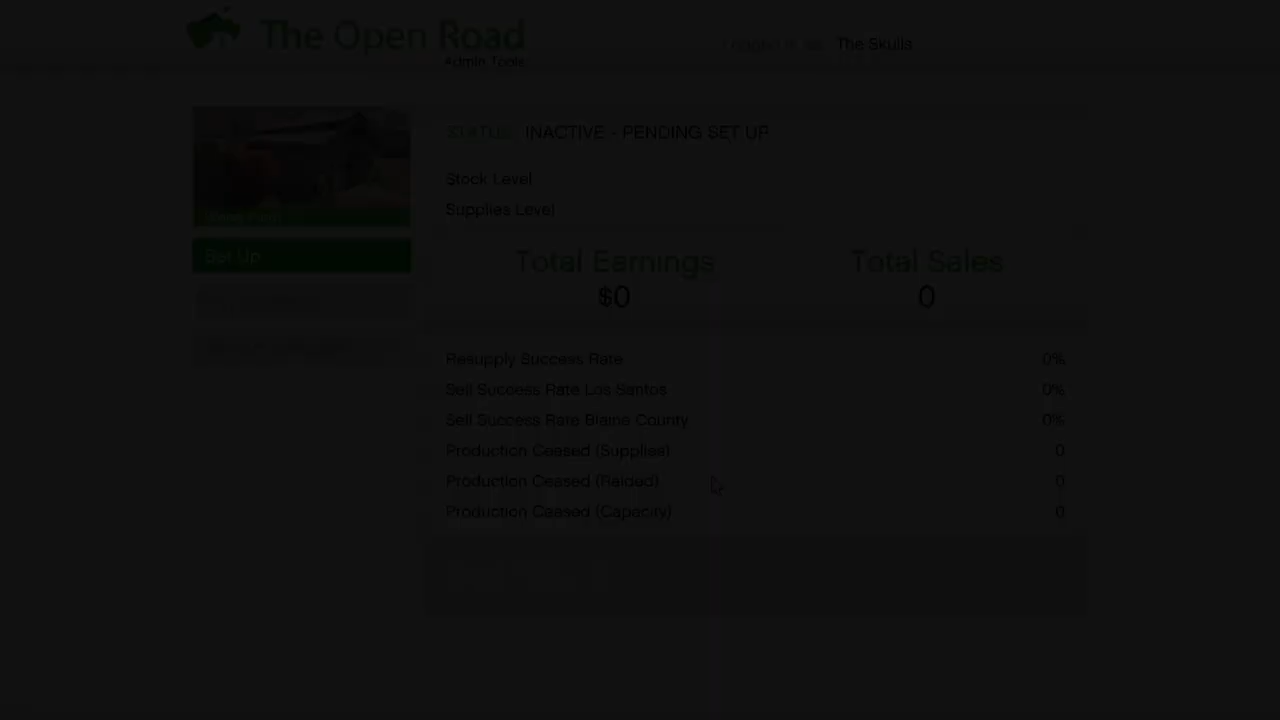 The Open Road
Admin Tools
Logged in as The Skulls
STATUS: INACTIVE - PENDING SET UP
Stock Level
Supplies Level
Set Up
Total Earnings
Total Sales
$0
0
Resupply Success Rate 0%
Sell Success Rate Los Santos 0%
Sell Success Rate Blaine County 0%
Production Ceased (Supplies) 0
Production Ceased (Raided) 0
Production Ceased (Capacity) 0